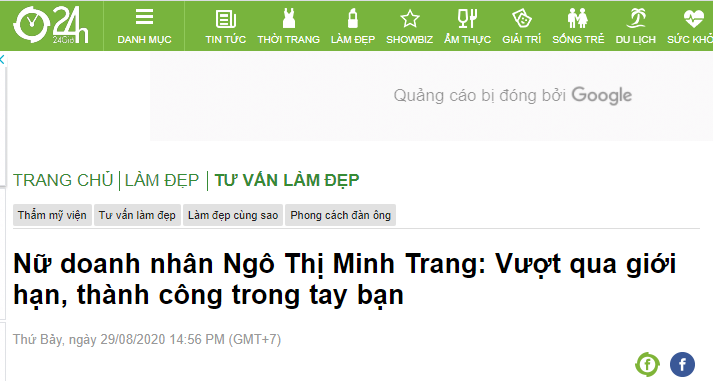 24h
24Giờ
DANH MỤC
TIN TỨC
THỜI TRANG
LÀM ĐẸP
SHOWBIZ
ẨM THỰC
GIẢI TRÍ
SỐNG TRẺ
DU LỊCH
SỨC KHỎ
Quảng cáo bị đóng bởi Google
TRANG CHỦ | LÀM ĐẸP | TƯ VẤN LÀM ĐẸP
Thẩm mỹ viện Tư vấn làm đẹp Làm đẹp cùng sao Phong cách đàn ông
Nữ doanh nhân Ngô Thị Minh Trang: Vượt qua giới
hạn, thành công trong tay bạn
Thứ Bảy, ngày 29/08/2020 14:56 PM (GMT+7)